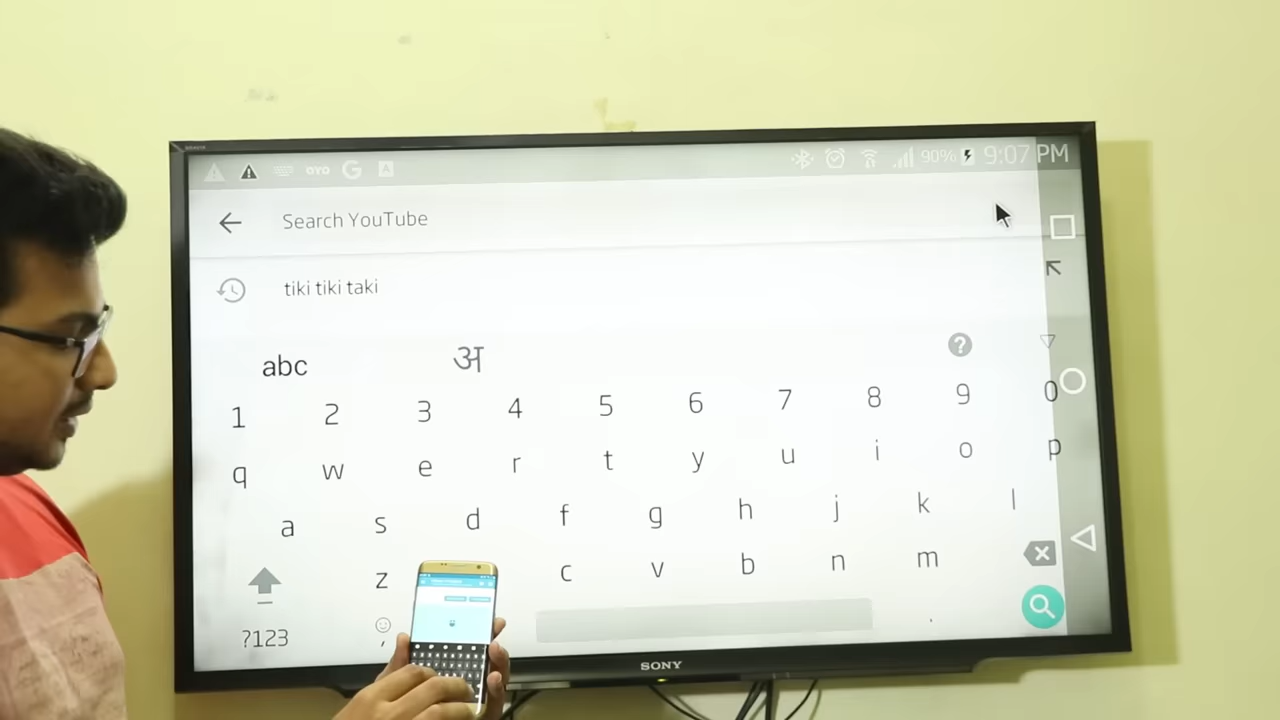 OYO G A 90% 9:07 PM
Search YouTube
tiki tiki taki
abc अ ?
1 2 3 4 5 6 7 8 9 0
q w e r t y u i o p
a s d f g h j k l
z c v b n m
?123 , .
SONY